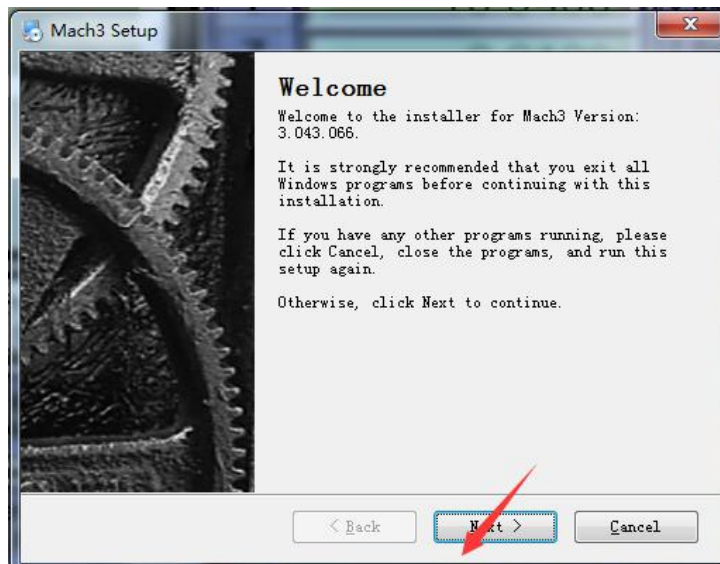 Mach3 Setup
Welcome
Welcome to the installer for Mach3 Version:
3.043.066.
It is strongly recommended that you exit all
Windows programs before continuing with this
installation.
If you have any other programs running, please
click Cancel, close the programs, and run this
setup again.
Otherwise, click Next to continue.
< Back
Next >
Cancel